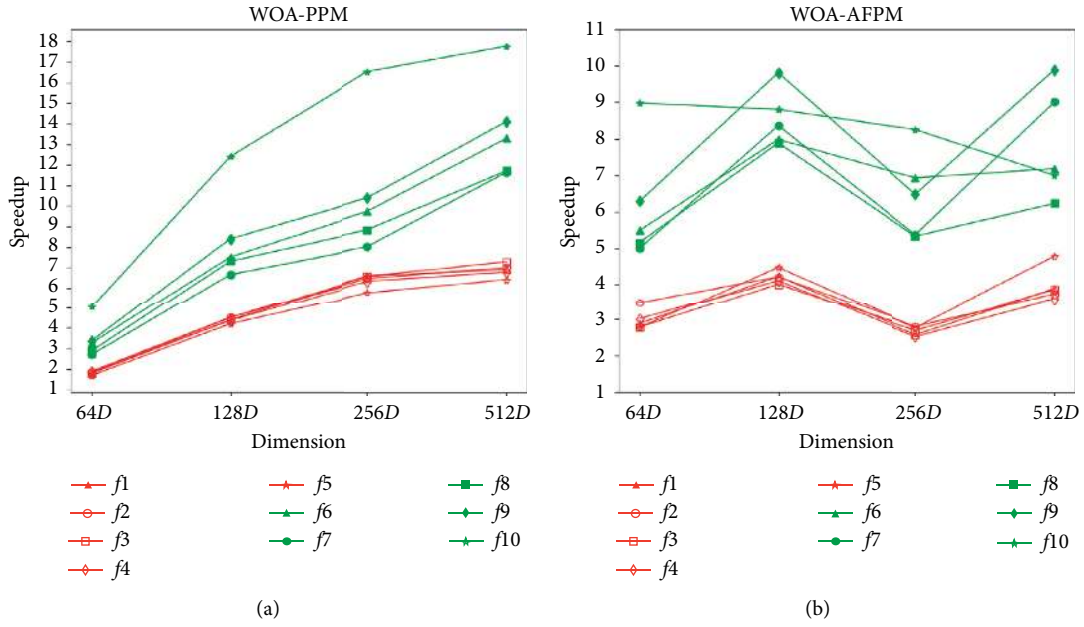 WOA-PPM
18
17
16
15
14
13
12
11
10
9
8
7
6
5
4
3
2
1
Speedup
64D
128D
256D
512D
Dimension
f1
f2
f3
f4
f5
f6
f7
f8
f9
f10
(a)
WOA-AFPM
11
10
9
8
7
6
5
4
3
2
1
Speedup
64D
128D
256D
512D
Dimension
f1
f2
f3
f4
f5
f6
f7
f8
f9
f10
(b)